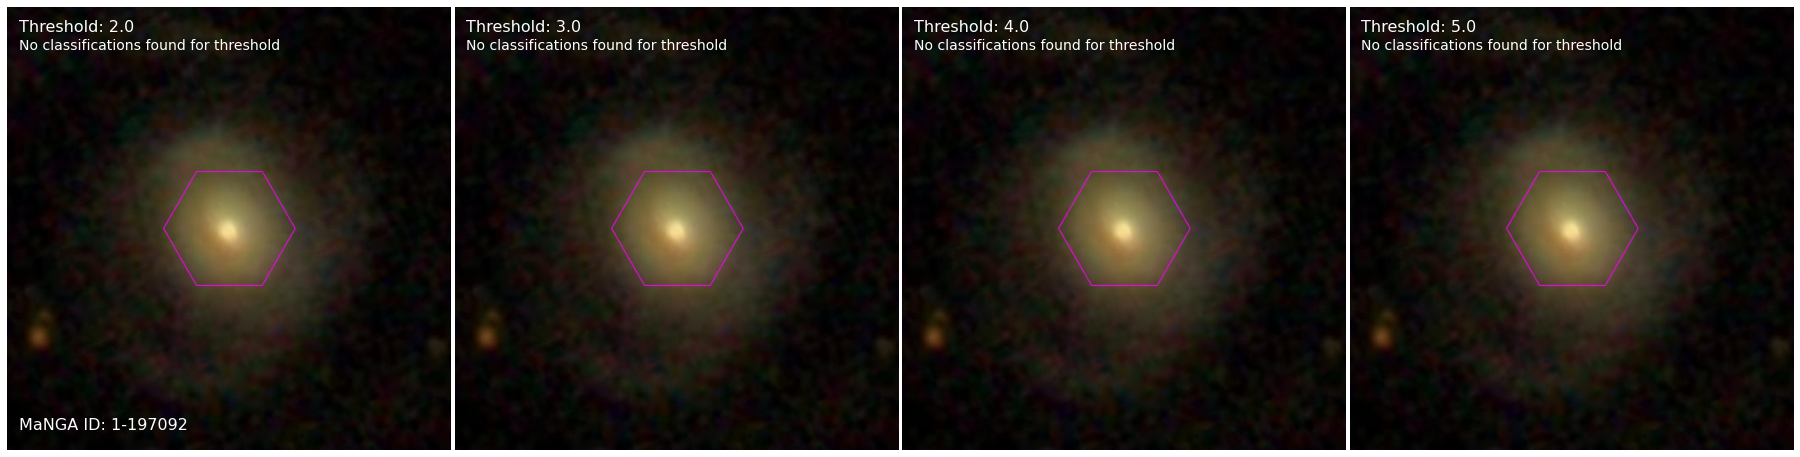 Threshold: 2.0
No classifications found for threshold
MaNGA ID: 1-197092
Threshold: 3.0
No classifications found for threshold
Threshold: 4.0
No classifications found for threshold
Threshold: 5.0
No classifications found for threshold